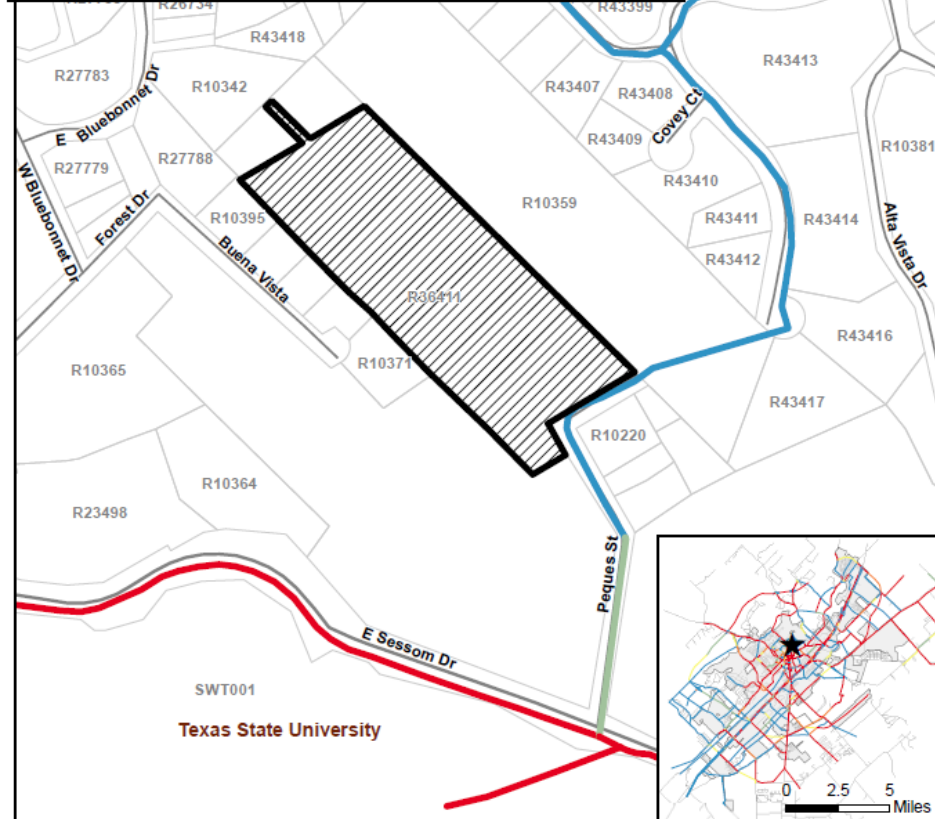 R26734
R43399
R43418
R43413
R27783
R10342
R43407
R43408
E Bluebonnet Dr
Covey Ct
R43409
R10381
R27779
R27788
W Bluebonnet Dr
R43410
R10359
Forest Dr
R10395
R43411
R43414
Alta Vista Dr
Buena Vista
R43412
R36411
R43416
R10365
R10371
R43417
R10220
R10364
R23498
Peques St
E Sessom Dr
SWT001
Texas State University
0 2.5 5
Miles